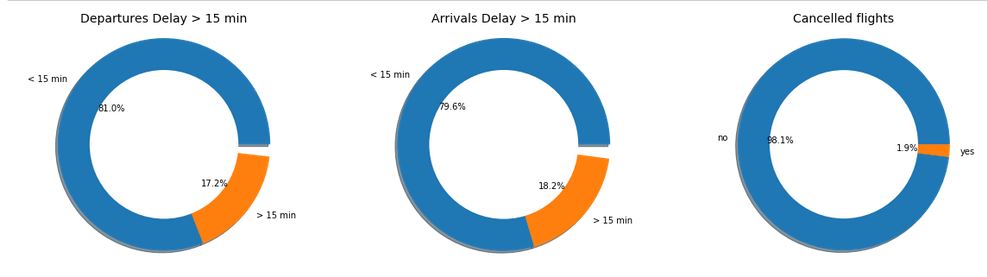 Departures Delay > 15 min
< 15 min
81.0%
17.2%
> 15 min
Arrivals Delay > 15 min
< 15 min
79.6%
18.2%
> 15 min
Cancelled flights
no
98.1%
1.9%
yes